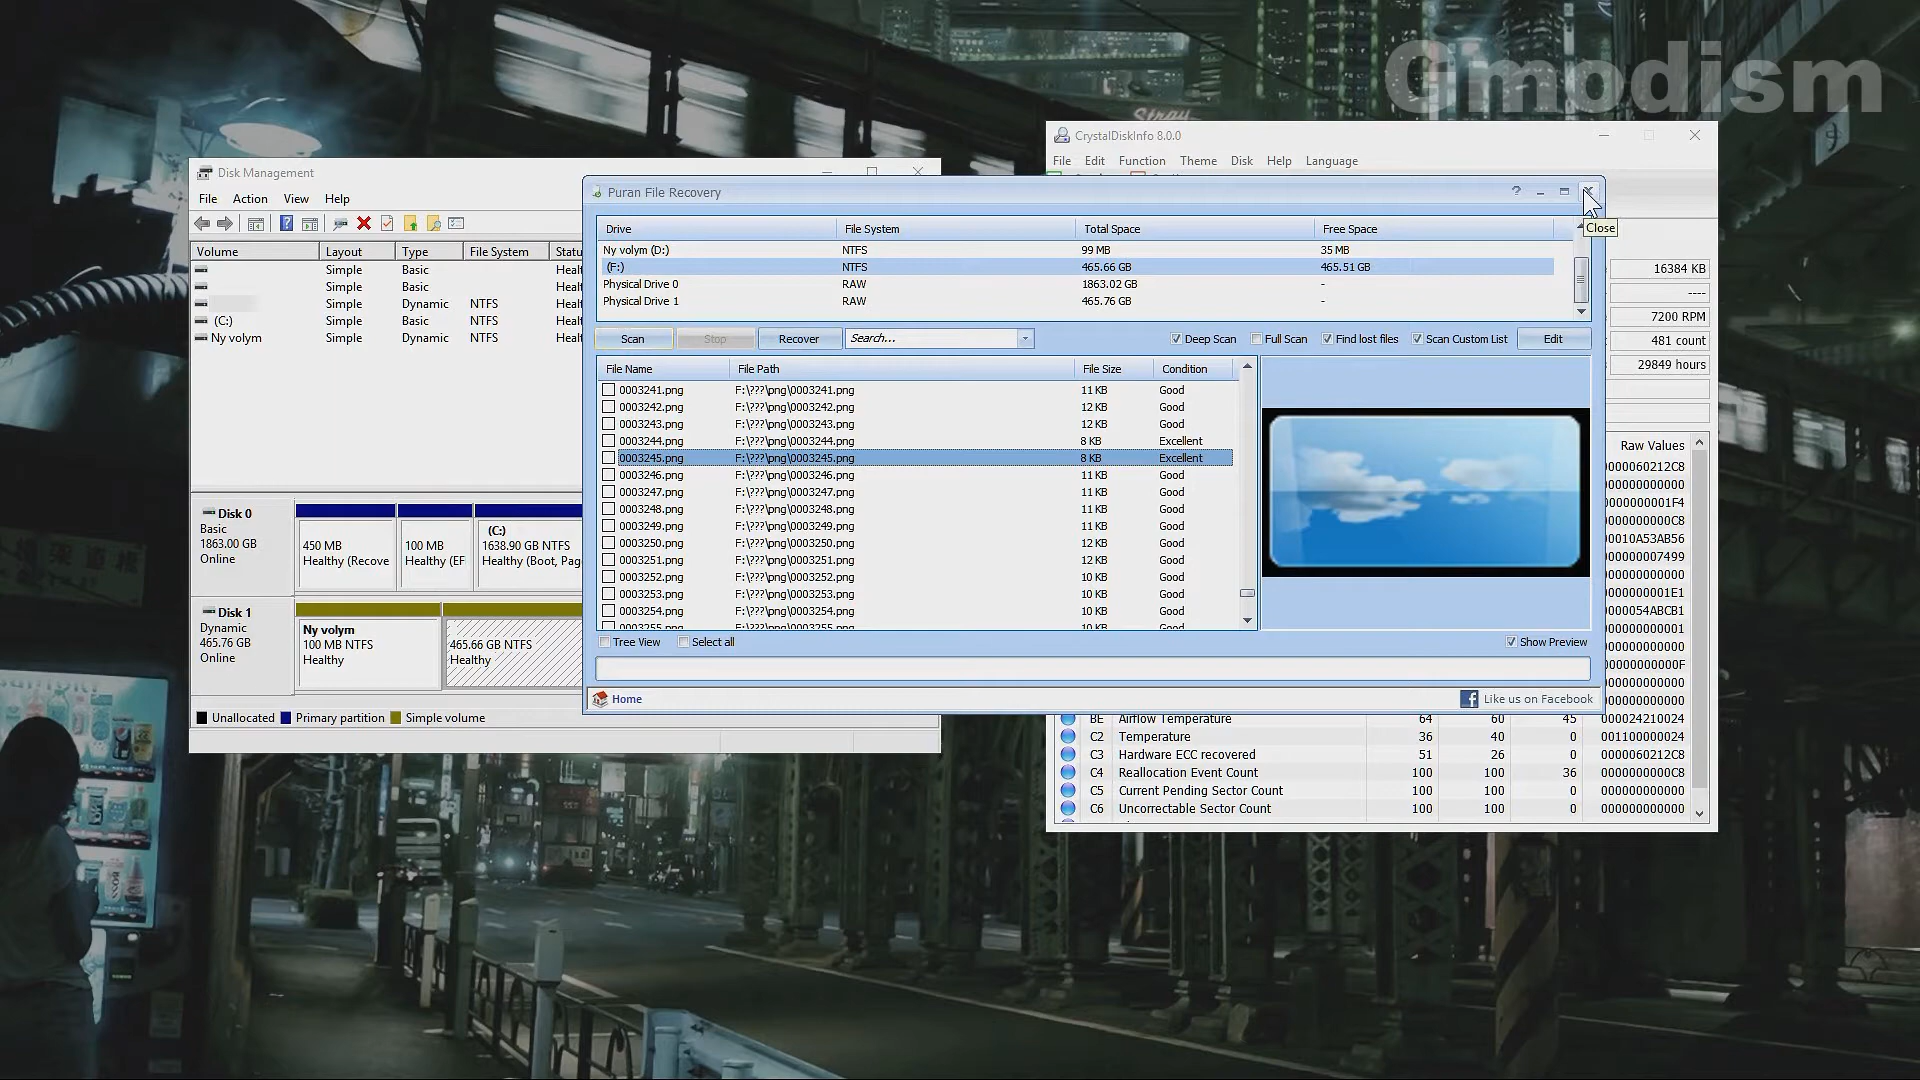 Gmodism
Stray
CrystalDiskInfo 8.0.0
File Edit Function Theme Disk Help Language
Disk Management
File Action View Help
Volume Layout Type File System Statu
Simple Basic Healt
Simple Basic Healt
Simple Dynamic NTFS Healt
(C:) Simple Basic NTFS Healt
Ny volym Simple Dynamic NTFS Healt
Disk 0
Basic
1863.00 GB
Online
450 MB
Healthy (Recove
100 MB
Healthy (EF
(C:)
1638.90 GB NTFS
Healthy (Boot, Pag
Disk 1
Dynamic
465.76 GB
Online
Ny volym
100 MB NTFS
Healthy
465.66 GB NTFS
Healthy
Unallocated Primary partition Simple volume
Puran File Recovery
Close
Drive File System Total Space Free Space
Ny volym (D:) NTFS 99 MB 35 MB
(F:) NTFS 465.66 GB 465.51 GB
Physical Drive 0 RAW 1863.02 GB -
Physical Drive 1 RAW 465.76 GB -
Scan Stop Recover Search... Deep Scan Full Scan Find lost files Scan Custom List Edit
File Name File Path File Size Condition
0003241.png F:\???\png\0003241.png 11 KB Good
0003242.png F:\???\png\0003242.png 12 KB Good
0003243.png F:\???\png\0003243.png 12 KB Good
0003244.png F:\???\png\0003244.png 8 KB Excellent
0003245.png F:\???\png\0003245.png 8 KB Excellent
0003246.png F:\???\png\0003246.png 11 KB Good
0003247.png F:\???\png\0003247.png 11 KB Good
0003248.png F:\???\png\0003248.png 11 KB Good
0003249.png F:\???\png\0003249.png 11 KB Good
0003250.png F:\???\png\0003250.png 12 KB Good
0003251.png F:\???\png\0003251.png 12 KB Good
0003252.png F:\???\png\0003252.png 10 KB Good
0003253.png F:\???\png\0003253.png 10 KB Good
0003254.png F:\???\png\0003254.png 10 KB Good
0003255.png F:\???\png\0003255.png 10 KB Good
Tree View Select all Show Preview
Home Like us on Facebook
16384 KB
----
7200 RPM
481 count
29849 hours
Raw Values
0000060212C8
000000000000
0000000001F4
0000000000C8
00010A53AB56
000000007499
000000000000
0000000001E1
0000054ABCB1
000000000001
000000000000
00000000000F
000000000000
000000000000
BE Airflow Temperature 64 60 45 000024210024
C2 Temperature 36 40 0 001100000024
C3 Hardware ECC recovered 51 26 0 0000060212C8
C4 Reallocation Event Count 100 100 36 0000000000C8
C5 Current Pending Sector Count 100 100 0 000000000000
C6 Uncorrectable Sector Count 100 100 0 000000000000